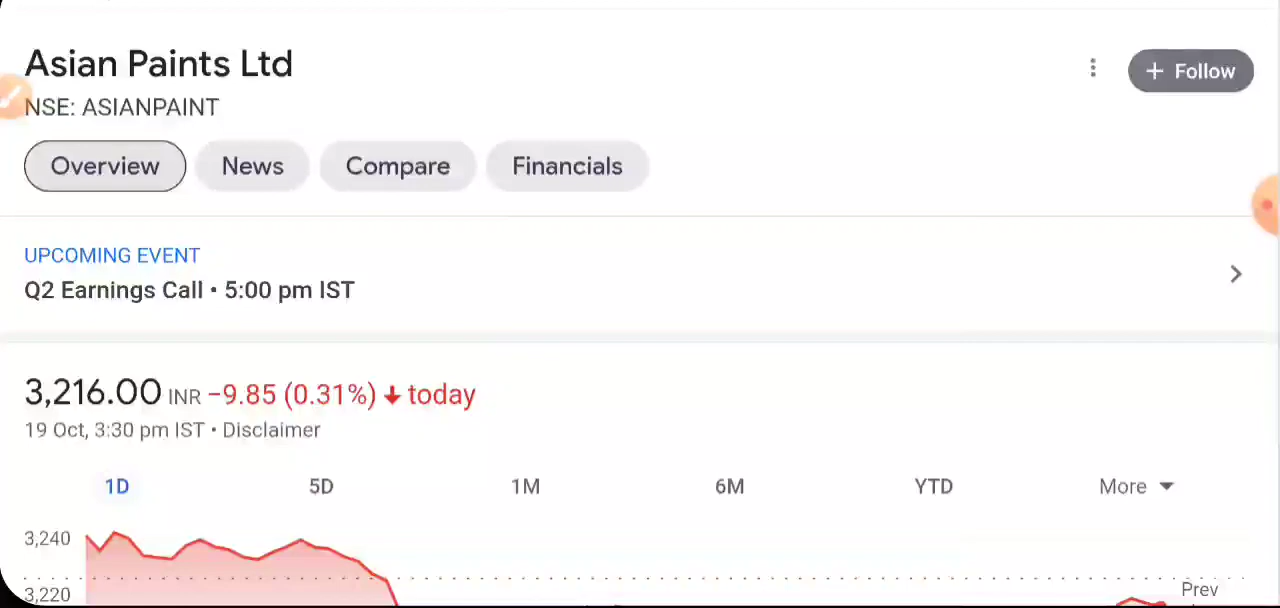 Asian Paints Ltd
+ Follow
NSE: ASIANPAINT
Overview News Compare Financials
UPCOMING EVENT
Q2 Earnings Call • 5:00 pm IST
3,216.00 INR −9.85 (0.31%) ↓ today
19 Oct, 3:30 pm IST • Disclaimer
1D 5D 1M 6M YTD More
3,240
3,220
Prev